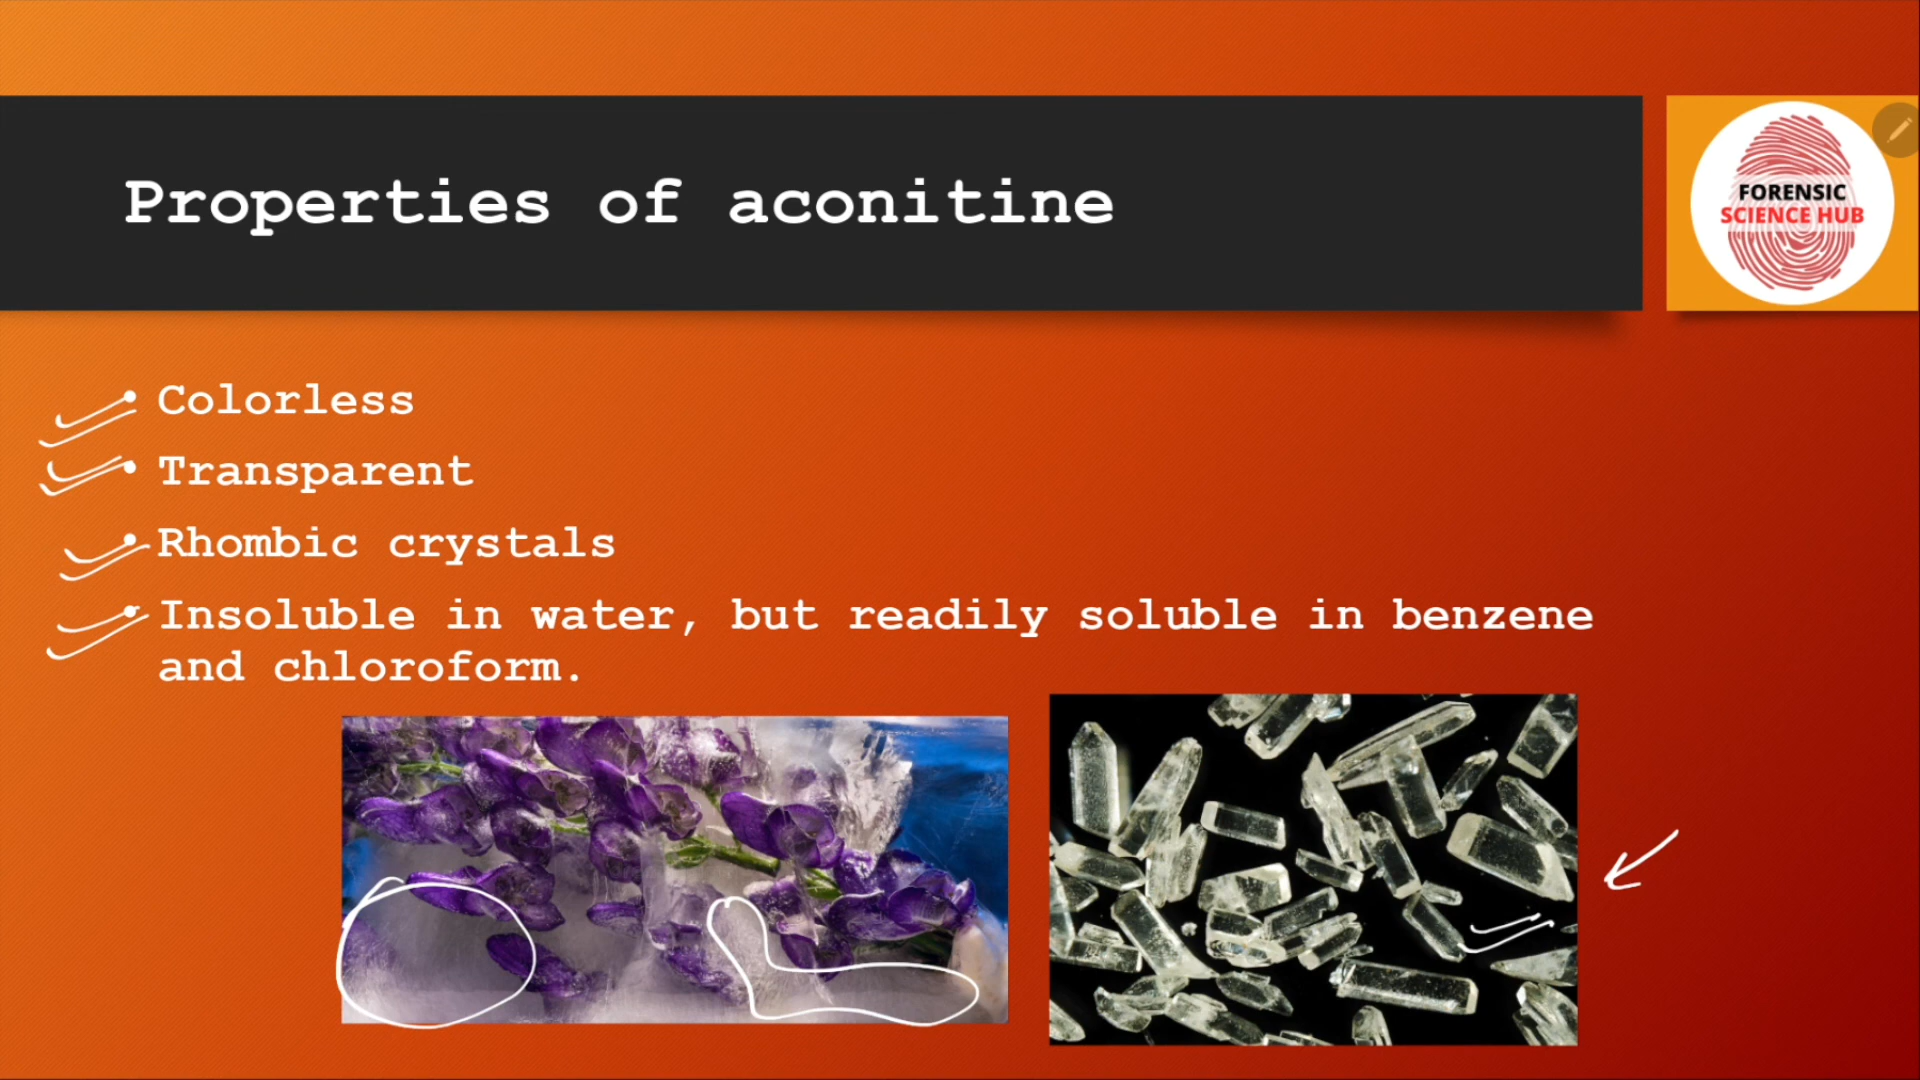 Properties of aconitine
FORENSIC
SCIENCE HUB
Colorless
Transparent
Rhombic crystals
Insoluble in water, but readily soluble in benzene
and chloroform.